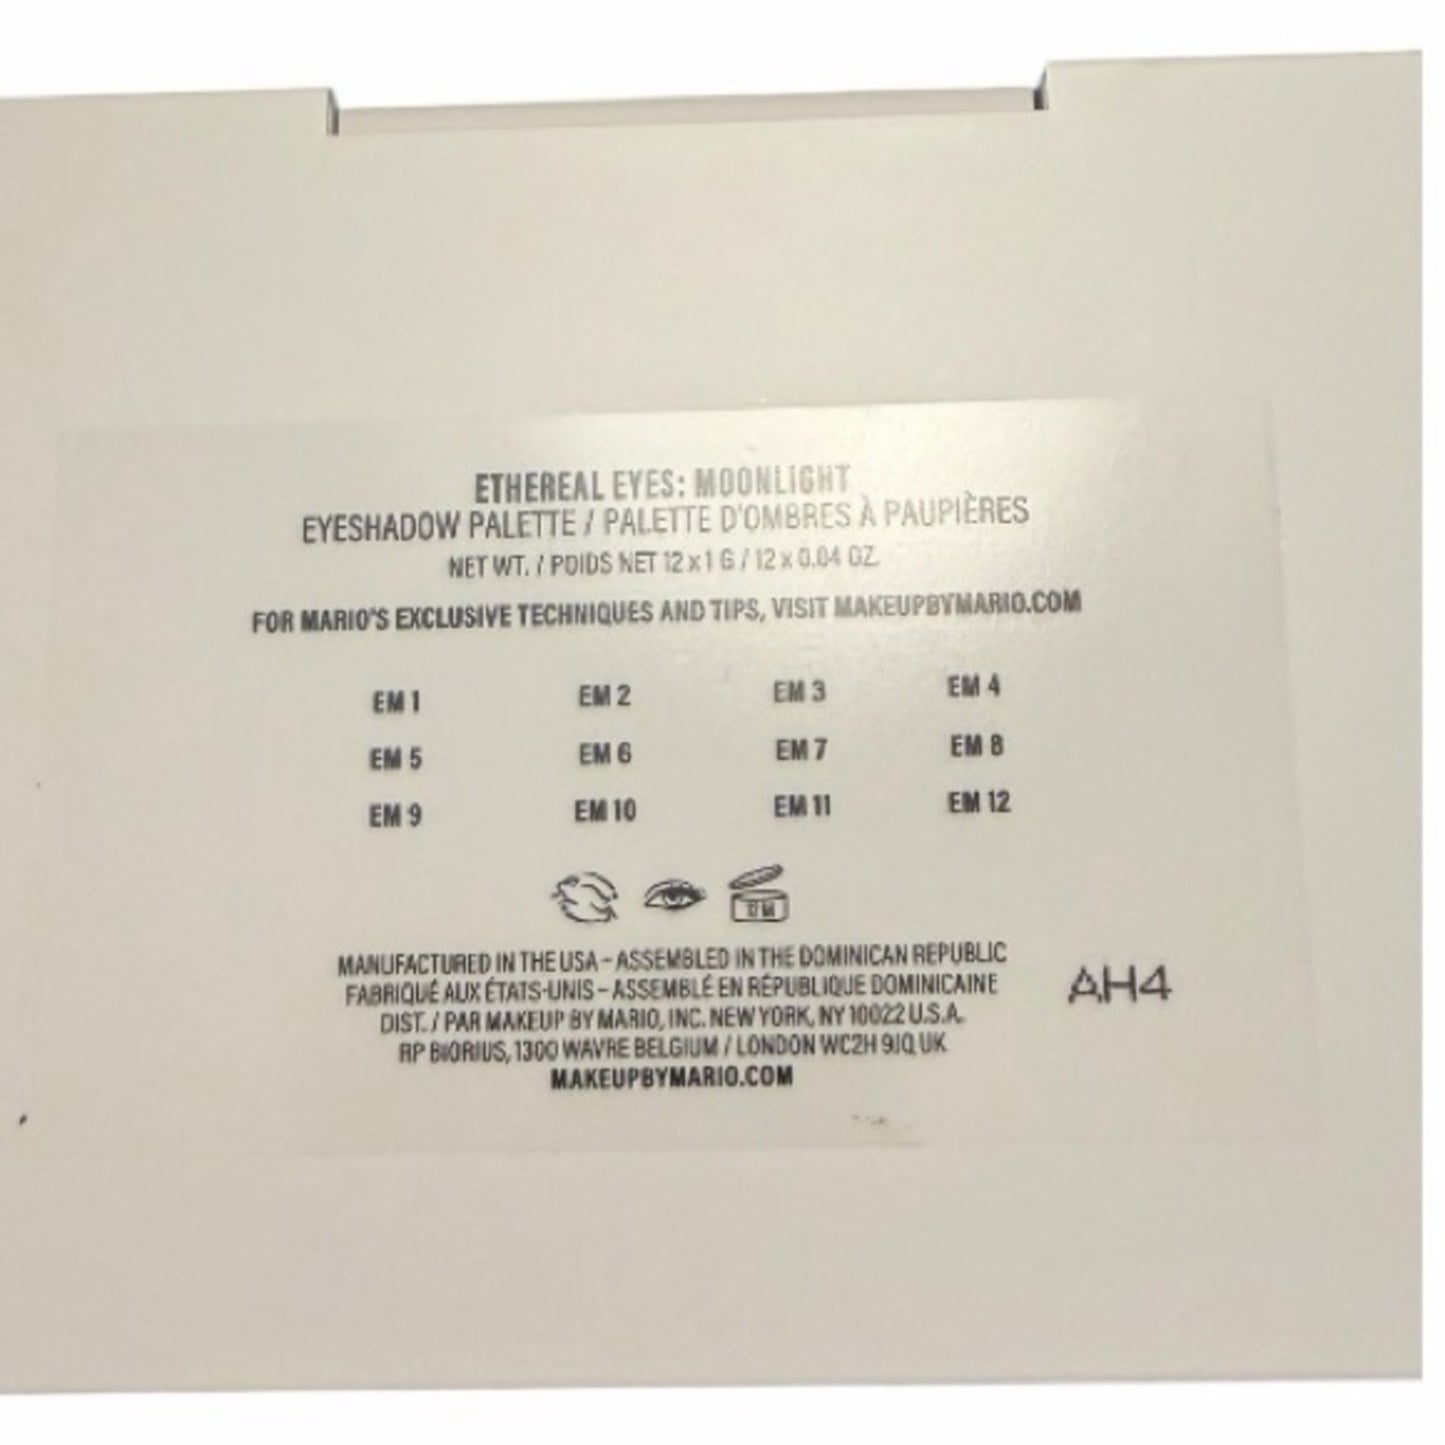 ETHEREAL EYES: MOONLIGHT
EYESHADOW PALETTE / PALETTE D'OMBRES À PAUPIÈRES
NET WT. / POIDS NET 12 x 1 G / 12 x 0.04 OZ.
FOR MARIO'S EXCLUSIVE TECHNIQUES AND TIPS, VISIT MAKEUPBYMARIO.COM
EM 1 EM 2 EM 3 EM 4
EM 5 EM 6 EM 7 EM 8
EM 9 EM 10 EM 11 EM 12
12 M
MANUFACTURED IN THE USA – ASSEMBLED IN THE DOMINICAN REPUBLIC
FABRIQUÉ AUX ÉTATS-UNIS – ASSEMBLÉ EN RÉPUBLIQUE DOMINICAINE
DIST. / PAR MAKEUP BY MARIO, INC. NEW YORK, NY 10022 U.S.A.
RP BIORIUS, 1300 WAVRE BELGIUM / LONDON WC2H 9JQ UK
MAKEUPBYMARIO.COM
AH4